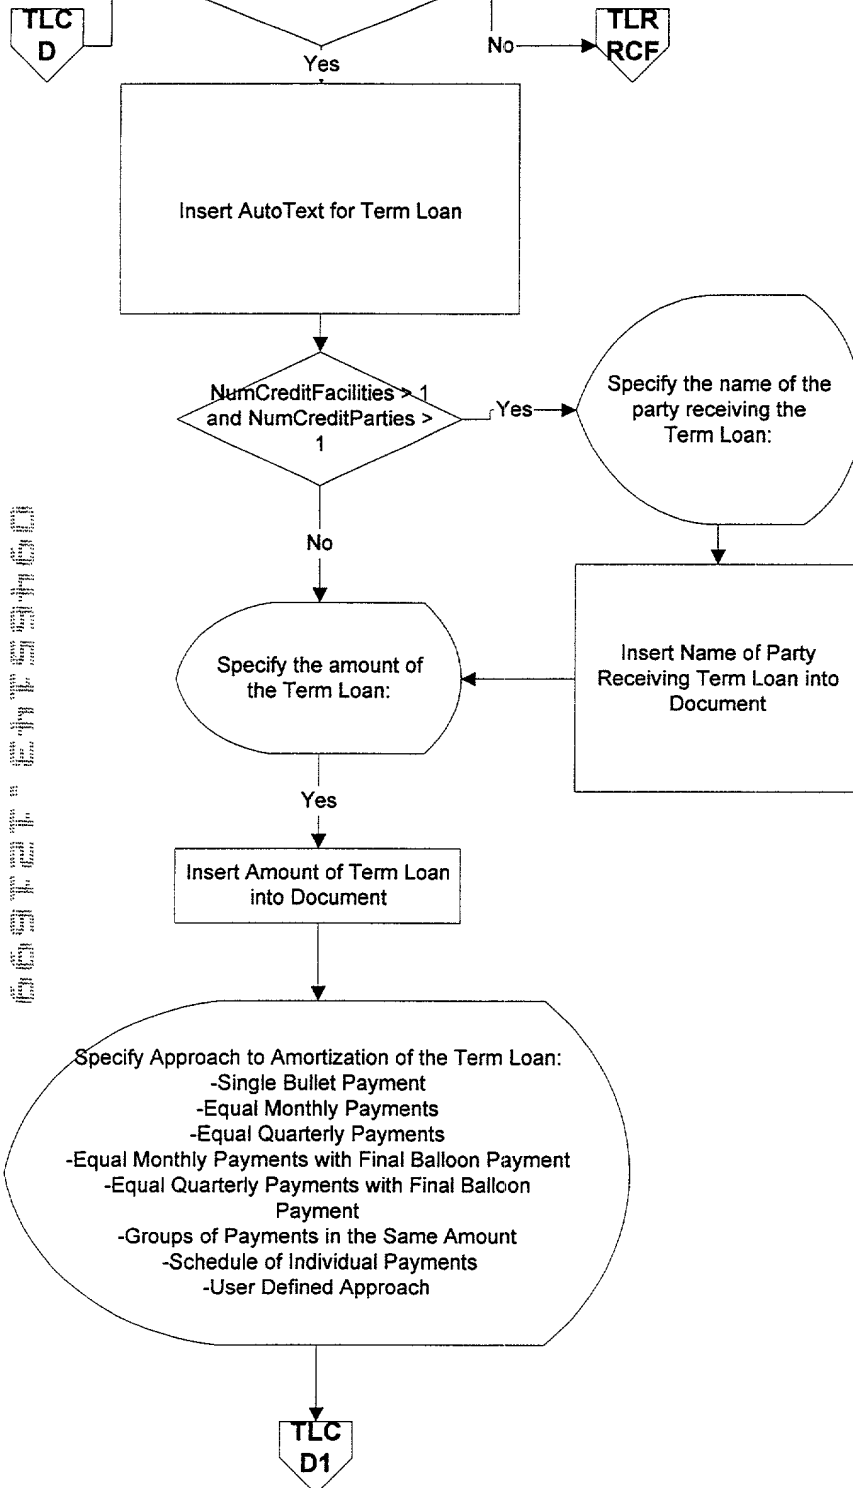 TLC
D
TLR
RCF
No
Yes
Insert AutoText for Term Loan
NumCreditFacilities > 1
and NumCreditParties >
1
Yes
Specify the name of the
party receiving the
Term Loan:
No
Specify the amount of
the Term Loan:
Insert Name of Party
Receiving Term Loan into
Document
Yes
Insert Amount of Term Loan
into Document
Specify Approach to Amortization of the Term Loan:
-Single Bullet Payment
-Equal Monthly Payments
-Equal Quarterly Payments
-Equal Monthly Payments with Final Balloon Payment
-Equal Quarterly Payments with Final Balloon
Payment
-Groups of Payments in the Same Amount
-Schedule of Individual Payments
-User Defined Approach
TLC
D1